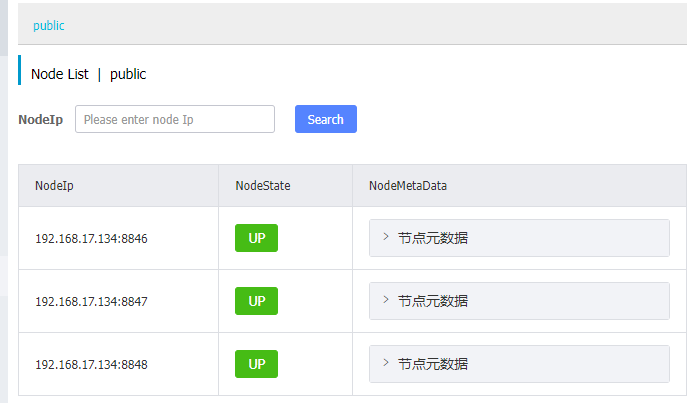 public
Node List | public
NodeIp Please enter node Ip Search
NodeIp NodeState NodeMetaData
192.168.17.134:8846 UP > 节点元数据
192.168.17.134:8847 UP > 节点元数据
192.168.17.134:8848 UP > 节点元数据